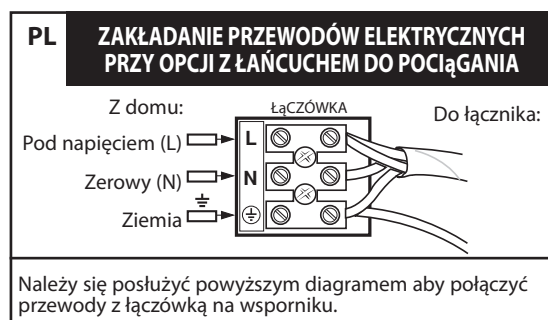 PL
ZAKŁADANIE PRZEWODÓW ELEKTRYCZNYCH
PRZY OPCJI Z ŁAŃCUCHEM DO POCIąGANIA
Z domu:
ŁąCZÓWKA
Do łącznika:
Pod napięciem (L)
L
Zerowy (N)
N
Ziemia
Należy się posłużyć powyższym diagramem aby połączyć
przewody z łączówką na wsporniku.